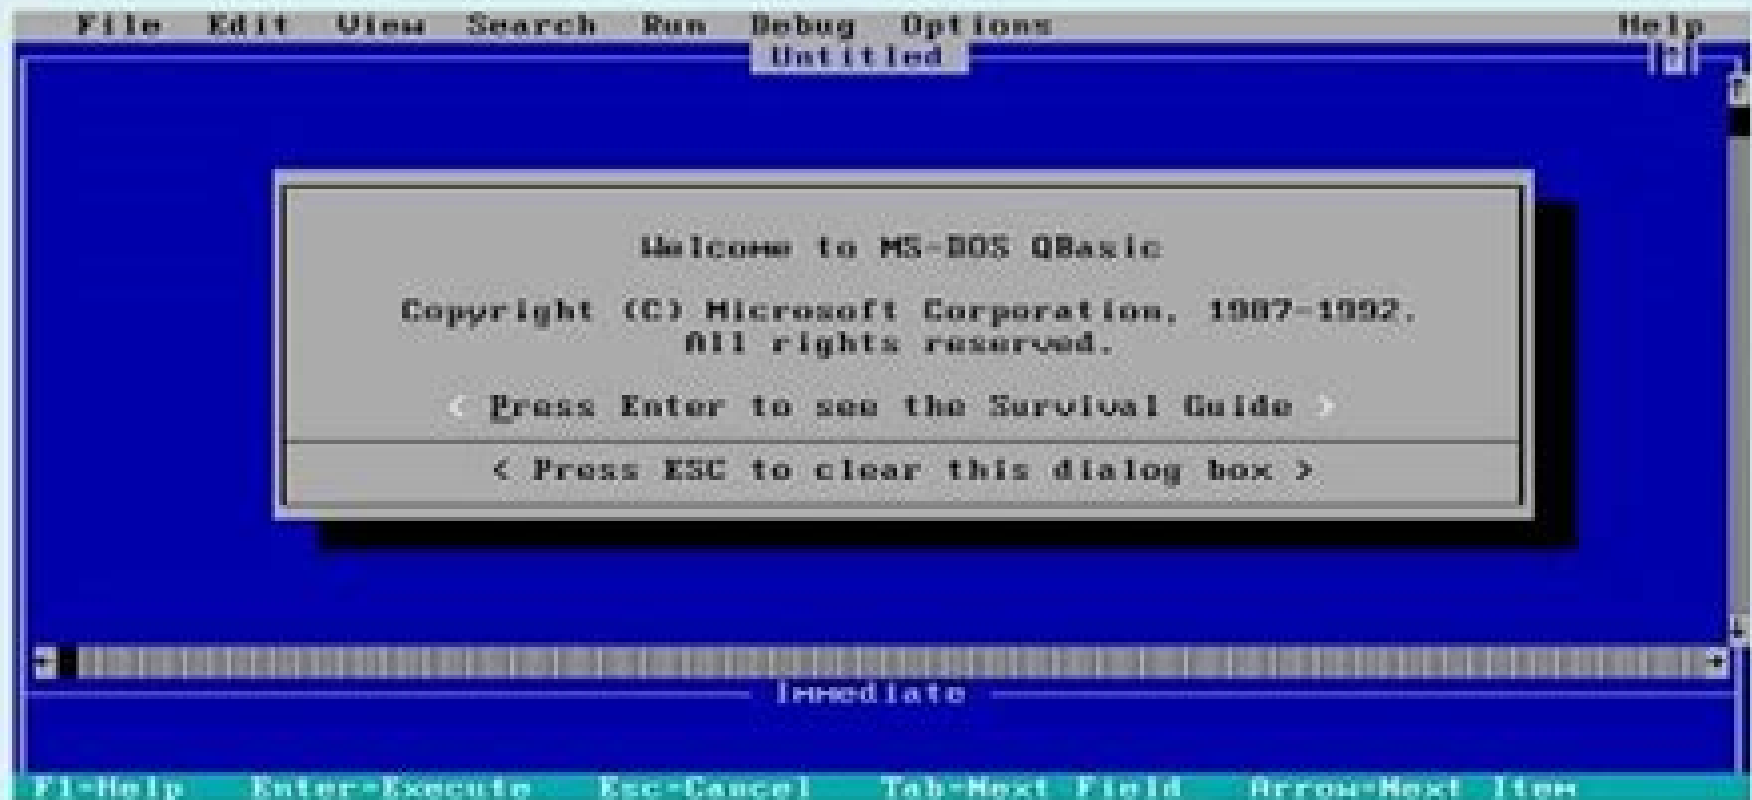 File Edit View Search Run Debug Options Help
Untitled
Welcome to MS-DOS QBasic
Copyright (C) Microsoft Corporation, 1987-1992.
All rights reserved.
< Press Enter to see the Survival Guide >
< Press ESC to clear this dialog box >
Immediate
F1=Help Enter=Execute Esc=Cancel Tab=Next Field Arrow=Next Item